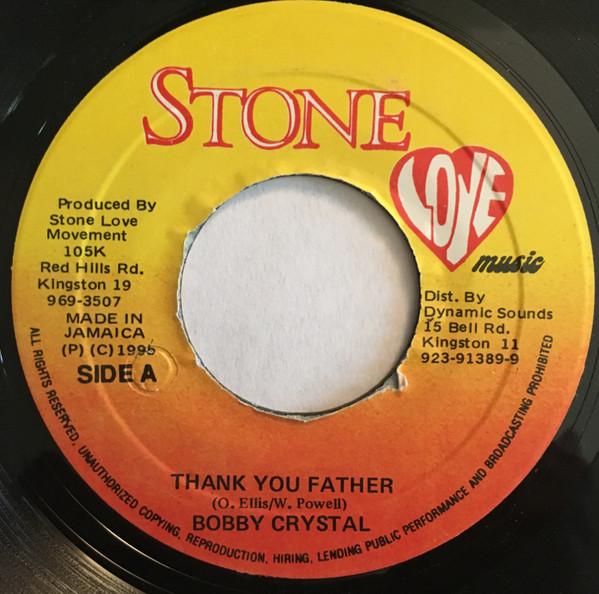 STONE
LOVE
music
Produced By
Stone Love
Movement
105K
Red Hills Rd.
Kingston 19
969-3507
MADE IN
JAMAICA
(P) (C) 1995
SIDE A
Dist. By
Dynamic Sounds
15 Bell Rd.
Kingston 11
923-91389-9
THANK YOU FATHER
(O. Ellis/W. Powell)
BOBBY CRYSTAL
ALL RIGHTS RESERVED, UNAUTHORIZED COPYING, REPRODUCTION, HIRING, LENDING PUBLIC PERFORMANCE AND BROADCASTING PROHIBITED